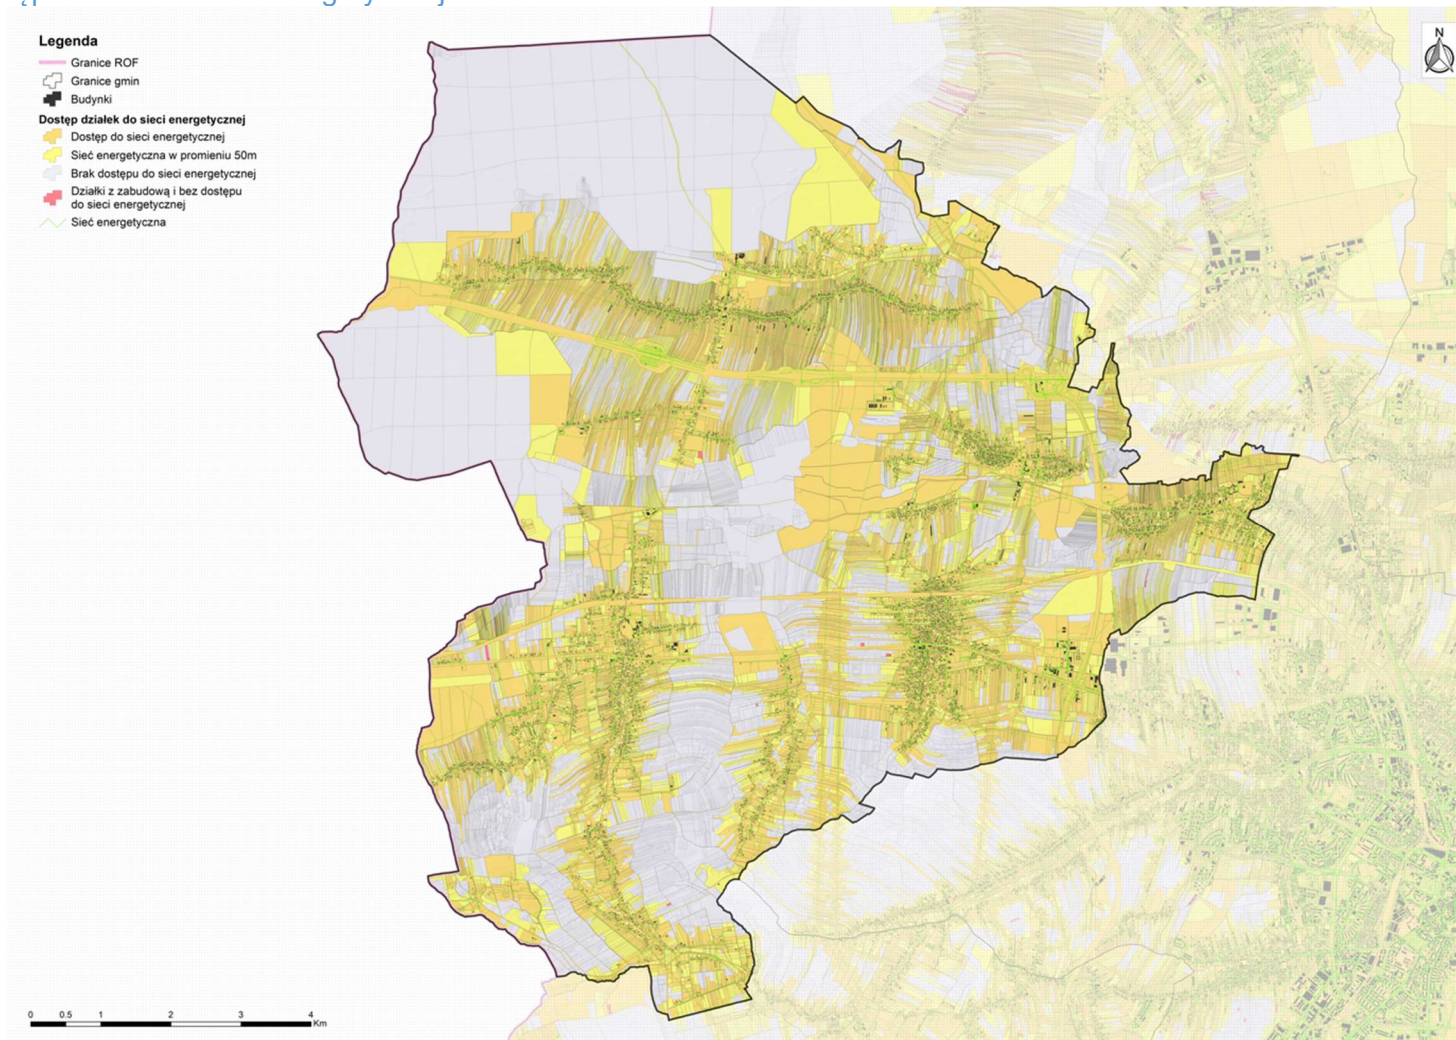 Legenda
Granice ROF
Granice gmin
Budynki
Dostęp działek do sieci energetycznej
Dostęp do sieci energetycznej
Sieć energetyczna w promieniu 50m
Brak dostępu do sieci energetycznej
Działki z zabudową i bez dostępu
do sieci energetycznej
Sieć energetyczna
N
0 0.5 1 2 3 4
Km